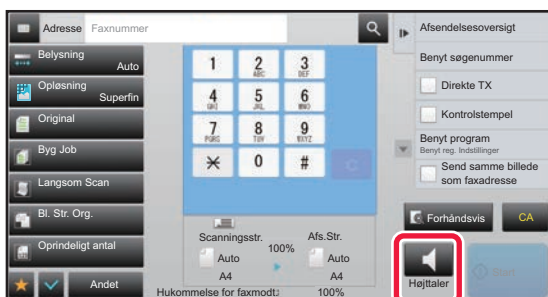 Adresse Faxnummer
Belysning
Auto
Opløsning
Superfin
Original
Byg Job
Langsom Scan
Bl. Str. Org.
Oprindeligt antal
Andet
1 2 3
ABC DEF
4 5 6
GHI JKL MNO
7 8 9
PQRS TUV WXYZ
0 #
C
Scanningsstr. Afs.Str.
100%
Auto Auto
A4 A4
Hukommelse for faxmodt.: 100%
Afsendelsesoversigt
Benyt søgenummer
Direkte TX
Kontrolstempel
Benyt program
Benyt reg. Indstillinger
Send samme billede
som faxadresse
Forhåndsvis CA
Højttaler
Start